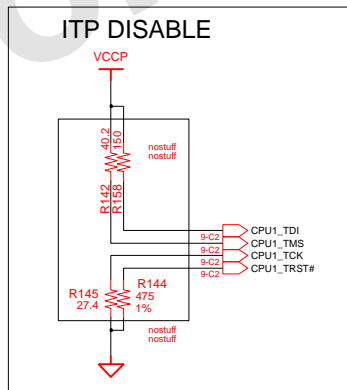 ITP DISABLE
VCCP
40.2
150
nostuff
nostuff
R142
R158
9-C2
CPU1_TDI
9-C2
CPU1_TMS
9-C2
CPU1_TCK
9-C2
CPU1_TRST#
R145
27.4
R144
475
1%
nostuff
nostuff